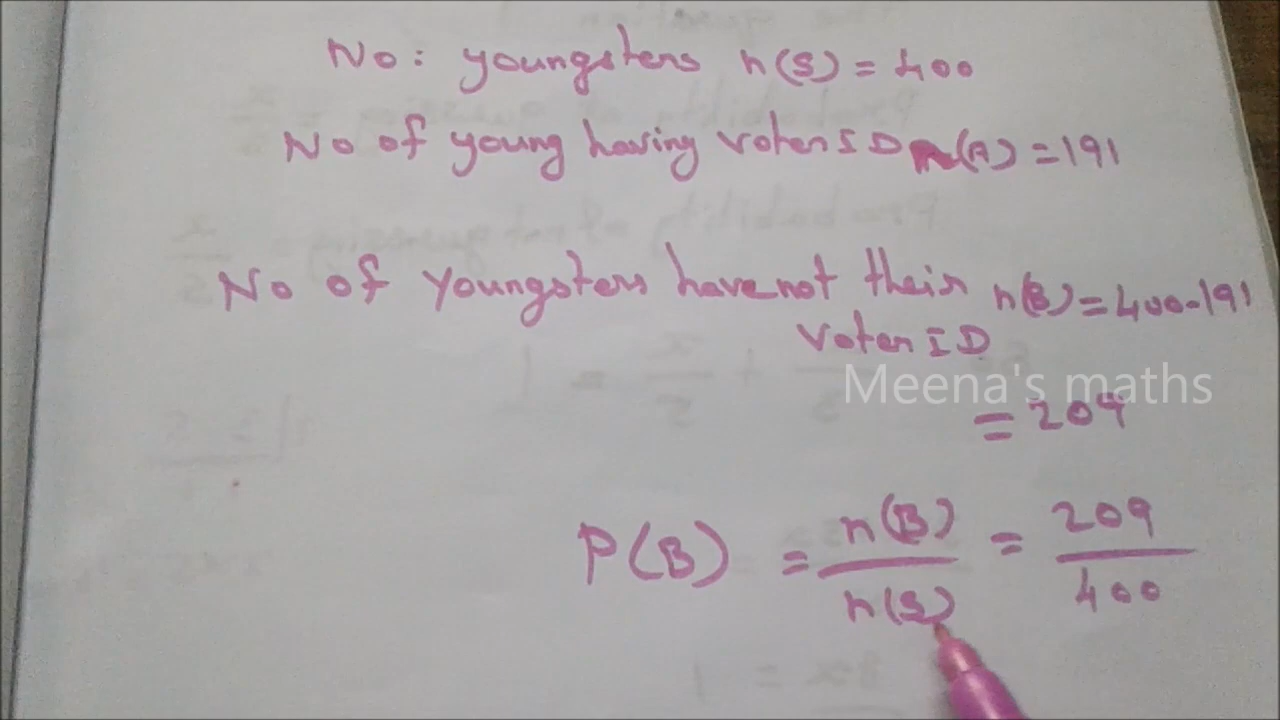 No: youngsters n(S) = 400
No of young having voter ID n(A) = 191
No of Youngsters have not their n(B) = 400-191
Voter ID
Meena's maths
= 209
P(B) = n(B)/n(S) = 209/400